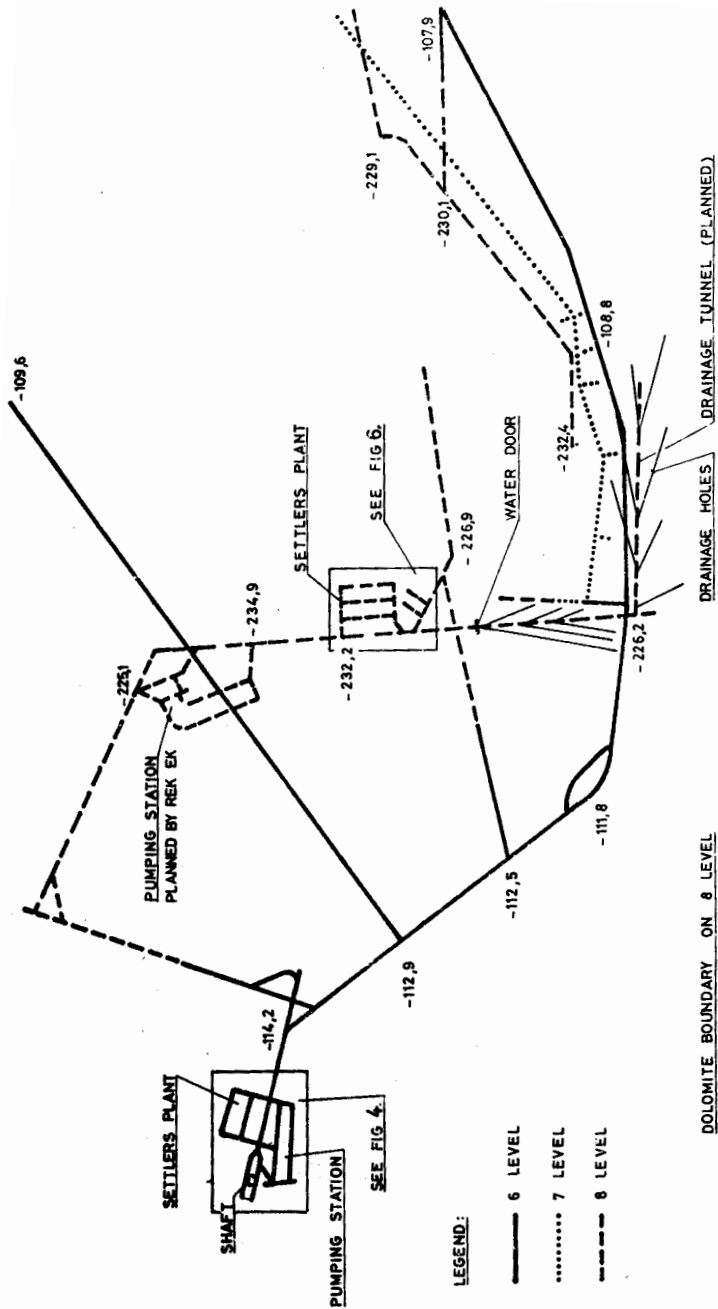 -109,6
-107,9
-229,1
-230,1
SETTLERS PLANT
SEE FIG 6.
-226,9
WATER DOOR
-234,9
-232,2
-225,1
PUMPING STATION
PLANNED BY REK EK
-232,4
-108,8
DRAINAGE TUNNEL (PLANNED)
DRAINAGE HOLES
-226,2
-111,8
-112,5
-112,9
-114,2
SETTLERS PLANT
SHAFT
SEE FIG 4.
PUMPING STATION
LEGEND:
6 LEVEL
7 LEVEL
8 LEVEL
DOLOMITE BOUNDARY ON 8 LEVEL